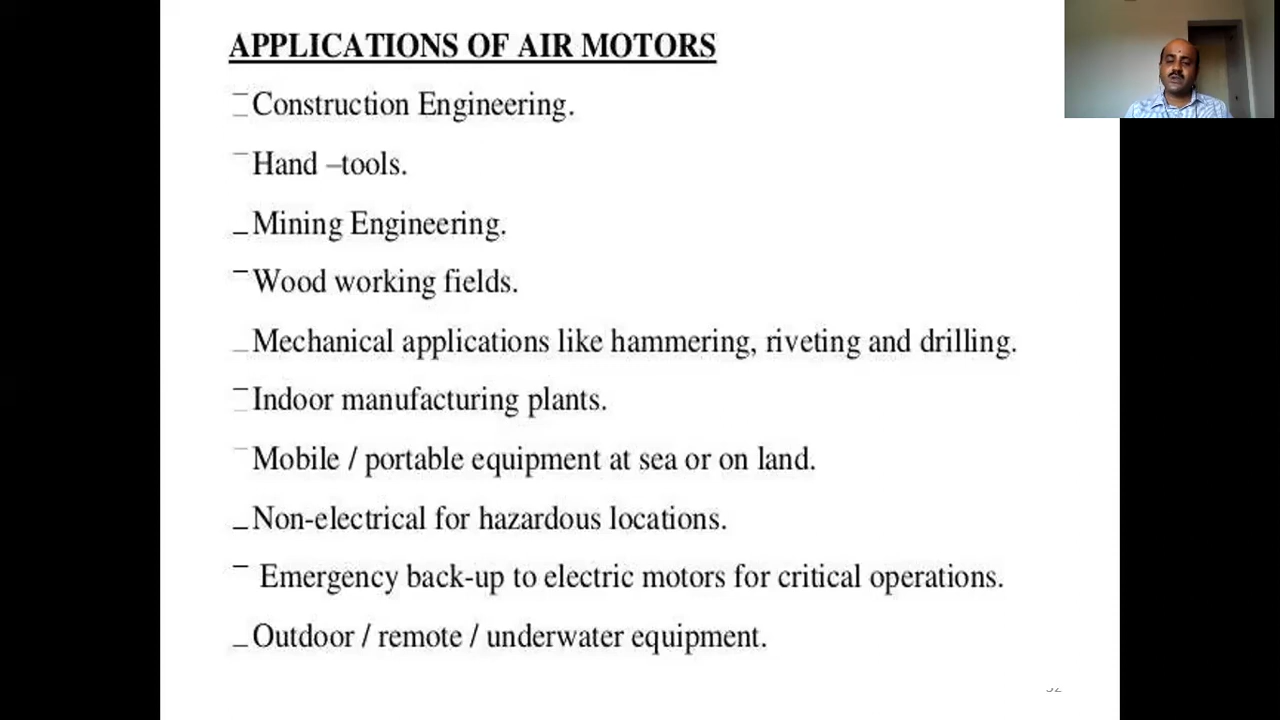 APPLICATIONS OF AIR MOTORS
Construction Engineering.
Hand –tools.
Mining Engineering.
Wood working fields.
Mechanical applications like hammering, riveting and drilling.
Indoor manufacturing plants.
Mobile / portable equipment at sea or on land.
Non-electrical for hazardous locations.
Emergency back-up to electric motors for critical operations.
Outdoor / remote / underwater equipment.